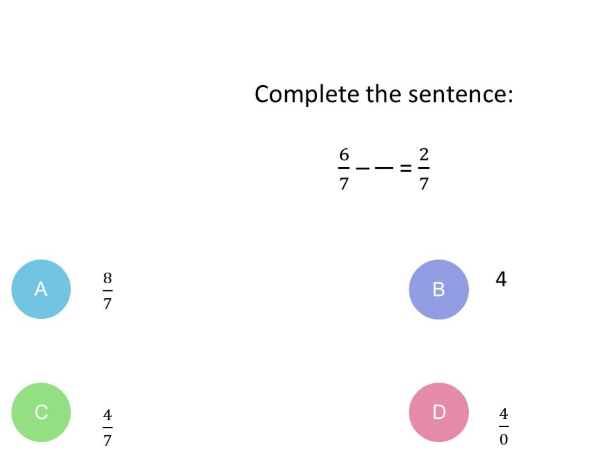 Complete the sentence:
6/7 – — = 2/7
A 8/7
B 4
C 4/7
D 4/0